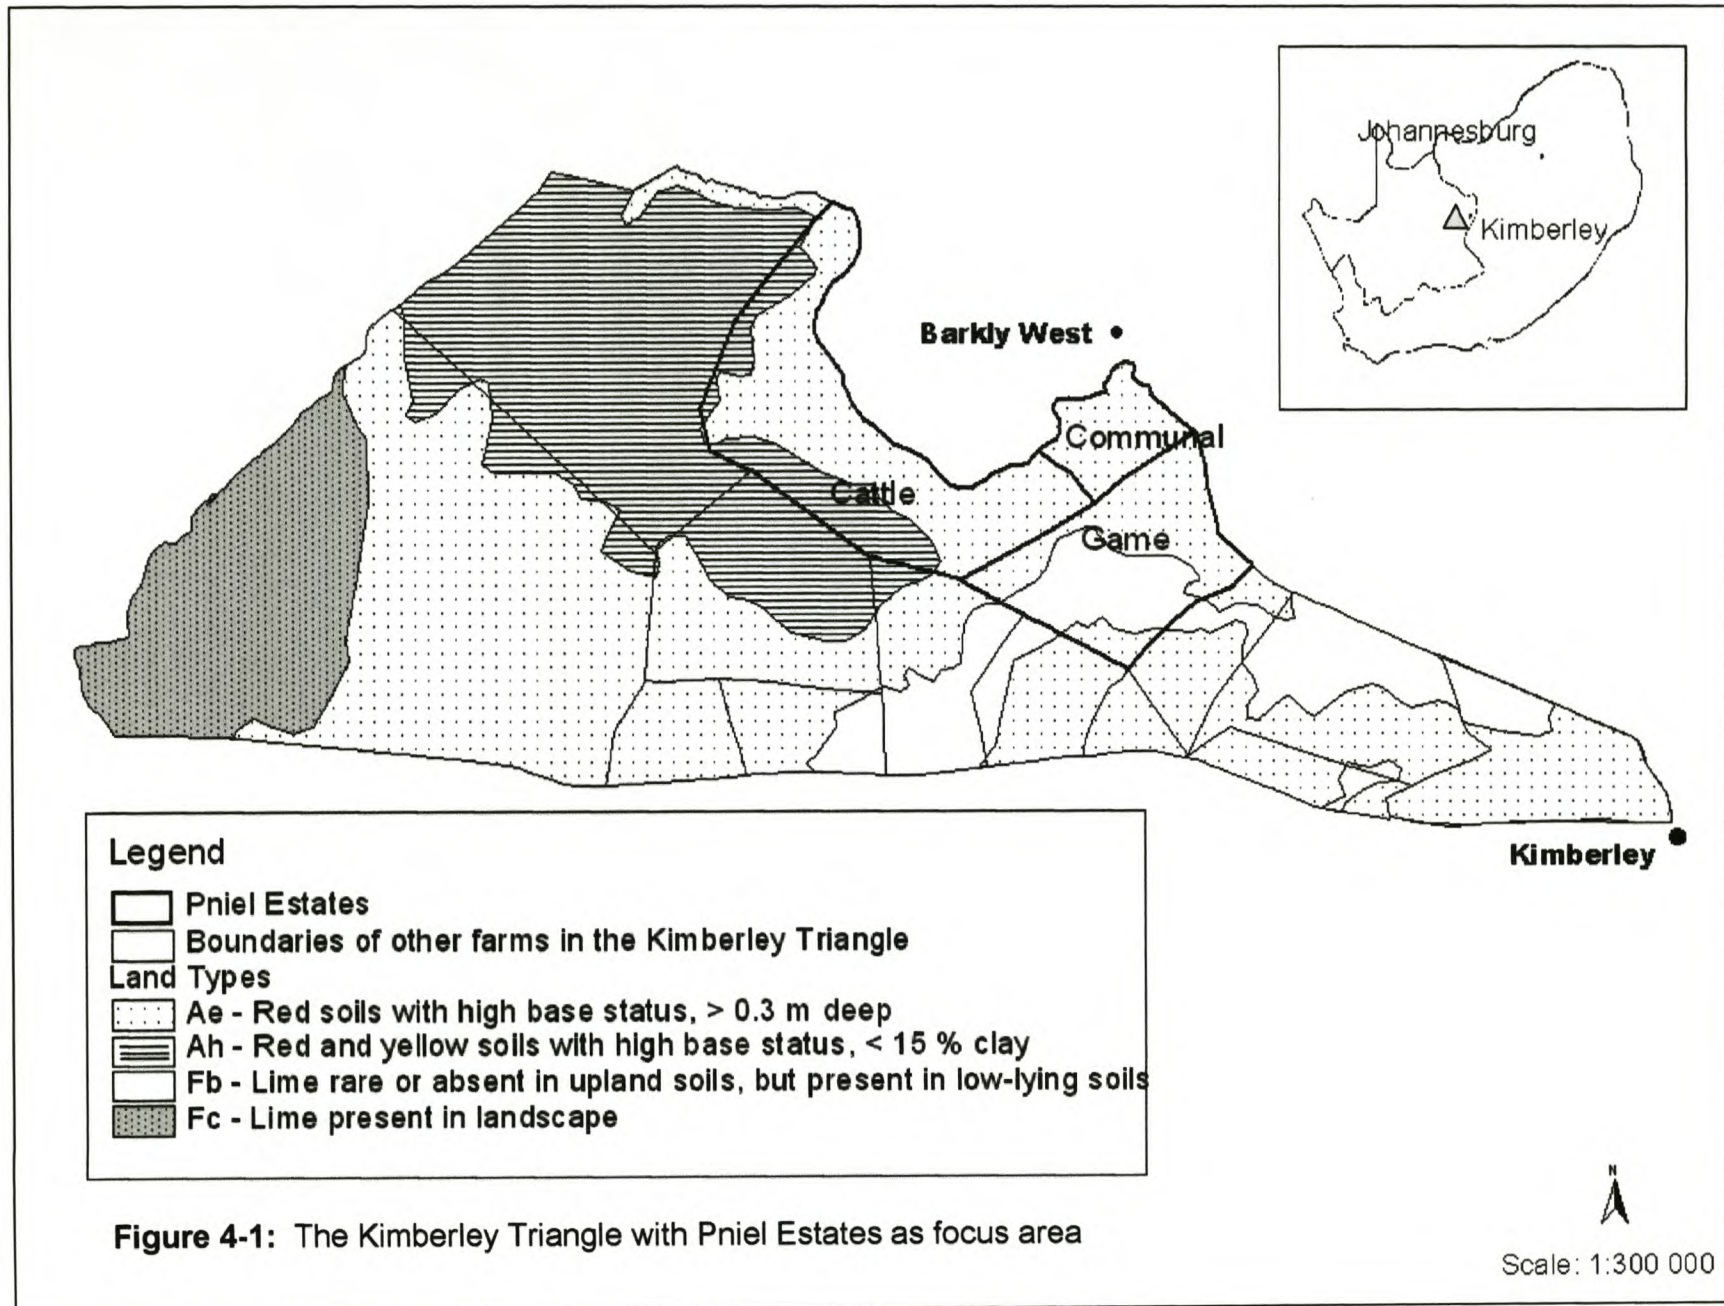 Johannesburg
Kimberley
Barkly West
Communal
Cattle
Game
Kimberley
Legend
Pniel Estates
Boundaries of other farms in the Kimberley Triangle
Land Types
Ae - Red soils with high base status, > 0.3 m deep
Ah - Red and yellow soils with high base status, < 15 % clay
Fb - Lime rare or absent in upland soils, but present in low-lying soils
Fc - Lime present in landscape
N
Figure 4-1: The Kimberley Triangle with Pniel Estates as focus area
Scale: 1:300 000